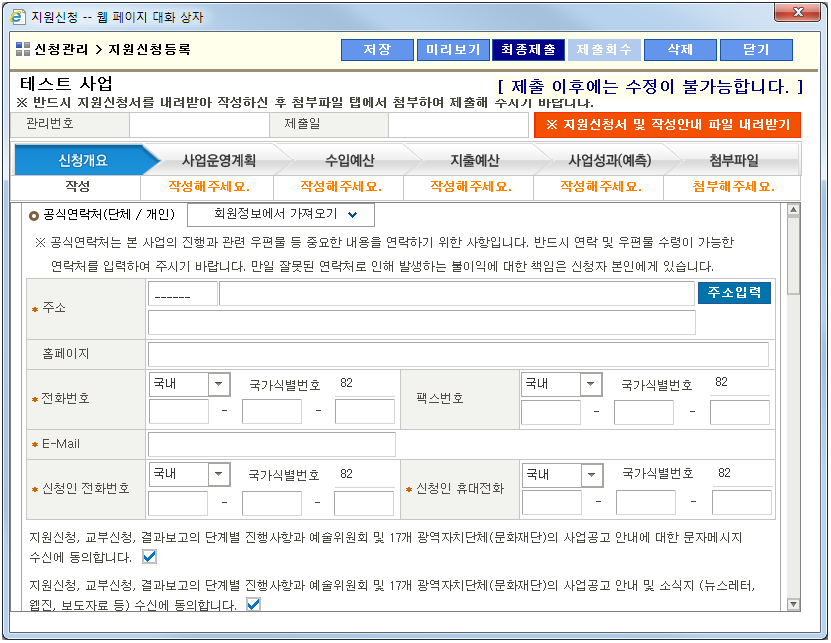 지원신청 -- 웹 페이지 대화 상자
신청관리 > 지원신청등록
저장 미리보기 최종제출 제출회수 삭제 닫기
테스트 사업
[ 제출 이후에는 수정이 불가능합니다. ]
※ 반드시 지원신청서를 내려받아 작성하신 후 첨부파일 탭에서 첨부하여 제출해 주시기 바랍니다.
관리번호 제출일 ※ 지원신청서 및 작성안내 파일 내려받기
신청개요 사업운영계획 수입예산 지출예산 사업성과(예측) 첨부파일
작성 작성해주세요. 작성해주세요. 작성해주세요. 작성해주세요. 첨부해주세요.
공식연락처(단체 / 개인) 회원정보에서 가져오기
※ 공식연락처는 본 사업의 진행과 관련 우편물 등 중요한 내용을 연락하기 위한 사항입니다. 반드시 연락 및 우편물 수령이 가능한
연락처를 입력하여 주시기 바랍니다. 만일 잘못된 연락처로 인해 발생하는 불이익에 대한 책임은 신청자 본인에게 있습니다.
* 주소 ______ 주소입력
홈페이지
* 전화번호 국내 국가식별번호 82 - -
팩스번호 국내 국가식별번호 82 - -
* E-Mail
* 신청인 전화번호 국내 국가식별번호 82 - -
* 신청인 휴대전화 국내 국가식별번호 82 - -
지원신청, 교부신청, 결과보고의 단계별 진행사항과 예술위원회 및 17개 광역자치단체(문화재단)의 사업공고 안내에 대한 문자메시지
수신에 동의합니다.
지원신청, 교부신청, 결과보고의 단계별 진행사항과 예술위원회 및 17개 광역자치단체(문화재단)의 사업공고 안내 및 소식지 (뉴스레터,
웹진, 보도자료 등) 수신에 동의합니다.